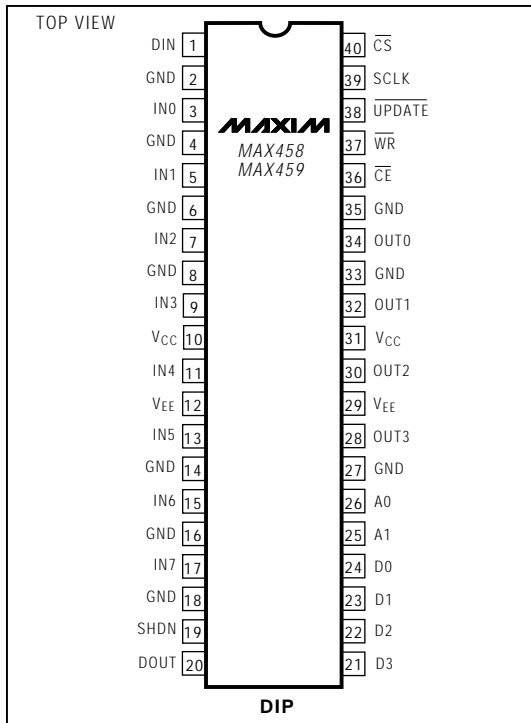 TOP VIEW
DIN 1
GND 2
IN0 3
GND 4
IN1 5
GND 6
IN2 7
GND 8
IN3 9
VCC 10
IN4 11
VEE 12
IN5 13
GND 14
IN6 15
GND 16
IN7 17
GND 18
SHDN 19
DOUT 20
MAXIM
MAX458
MAX459
40 C̅S̅
39 SCLK
38 U̅P̅D̅A̅T̅E̅
37 W̅R̅
36 C̅E̅
35 GND
34 OUT0
33 GND
32 OUT1
31 VCC
30 OUT2
29 VEE
28 OUT3
27 GND
26 A0
25 A1
24 D0
23 D1
22 D2
21 D3
DIP